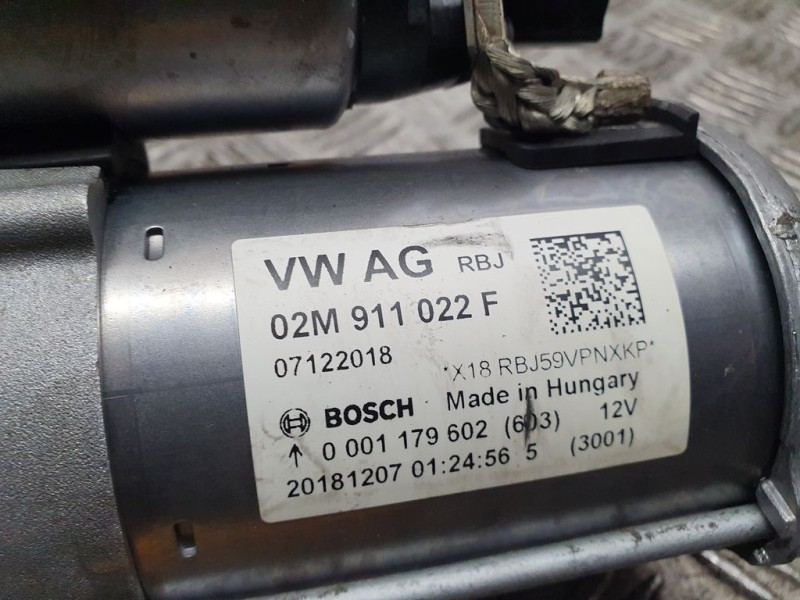 VW AG RBJ
02M 911 022 F
07122018
*X18 RBJ59VPNXKP*
BOSCH Made in Hungary
0 001 179 602 (603) 12V
20181207 01:24:56 5 (3001)